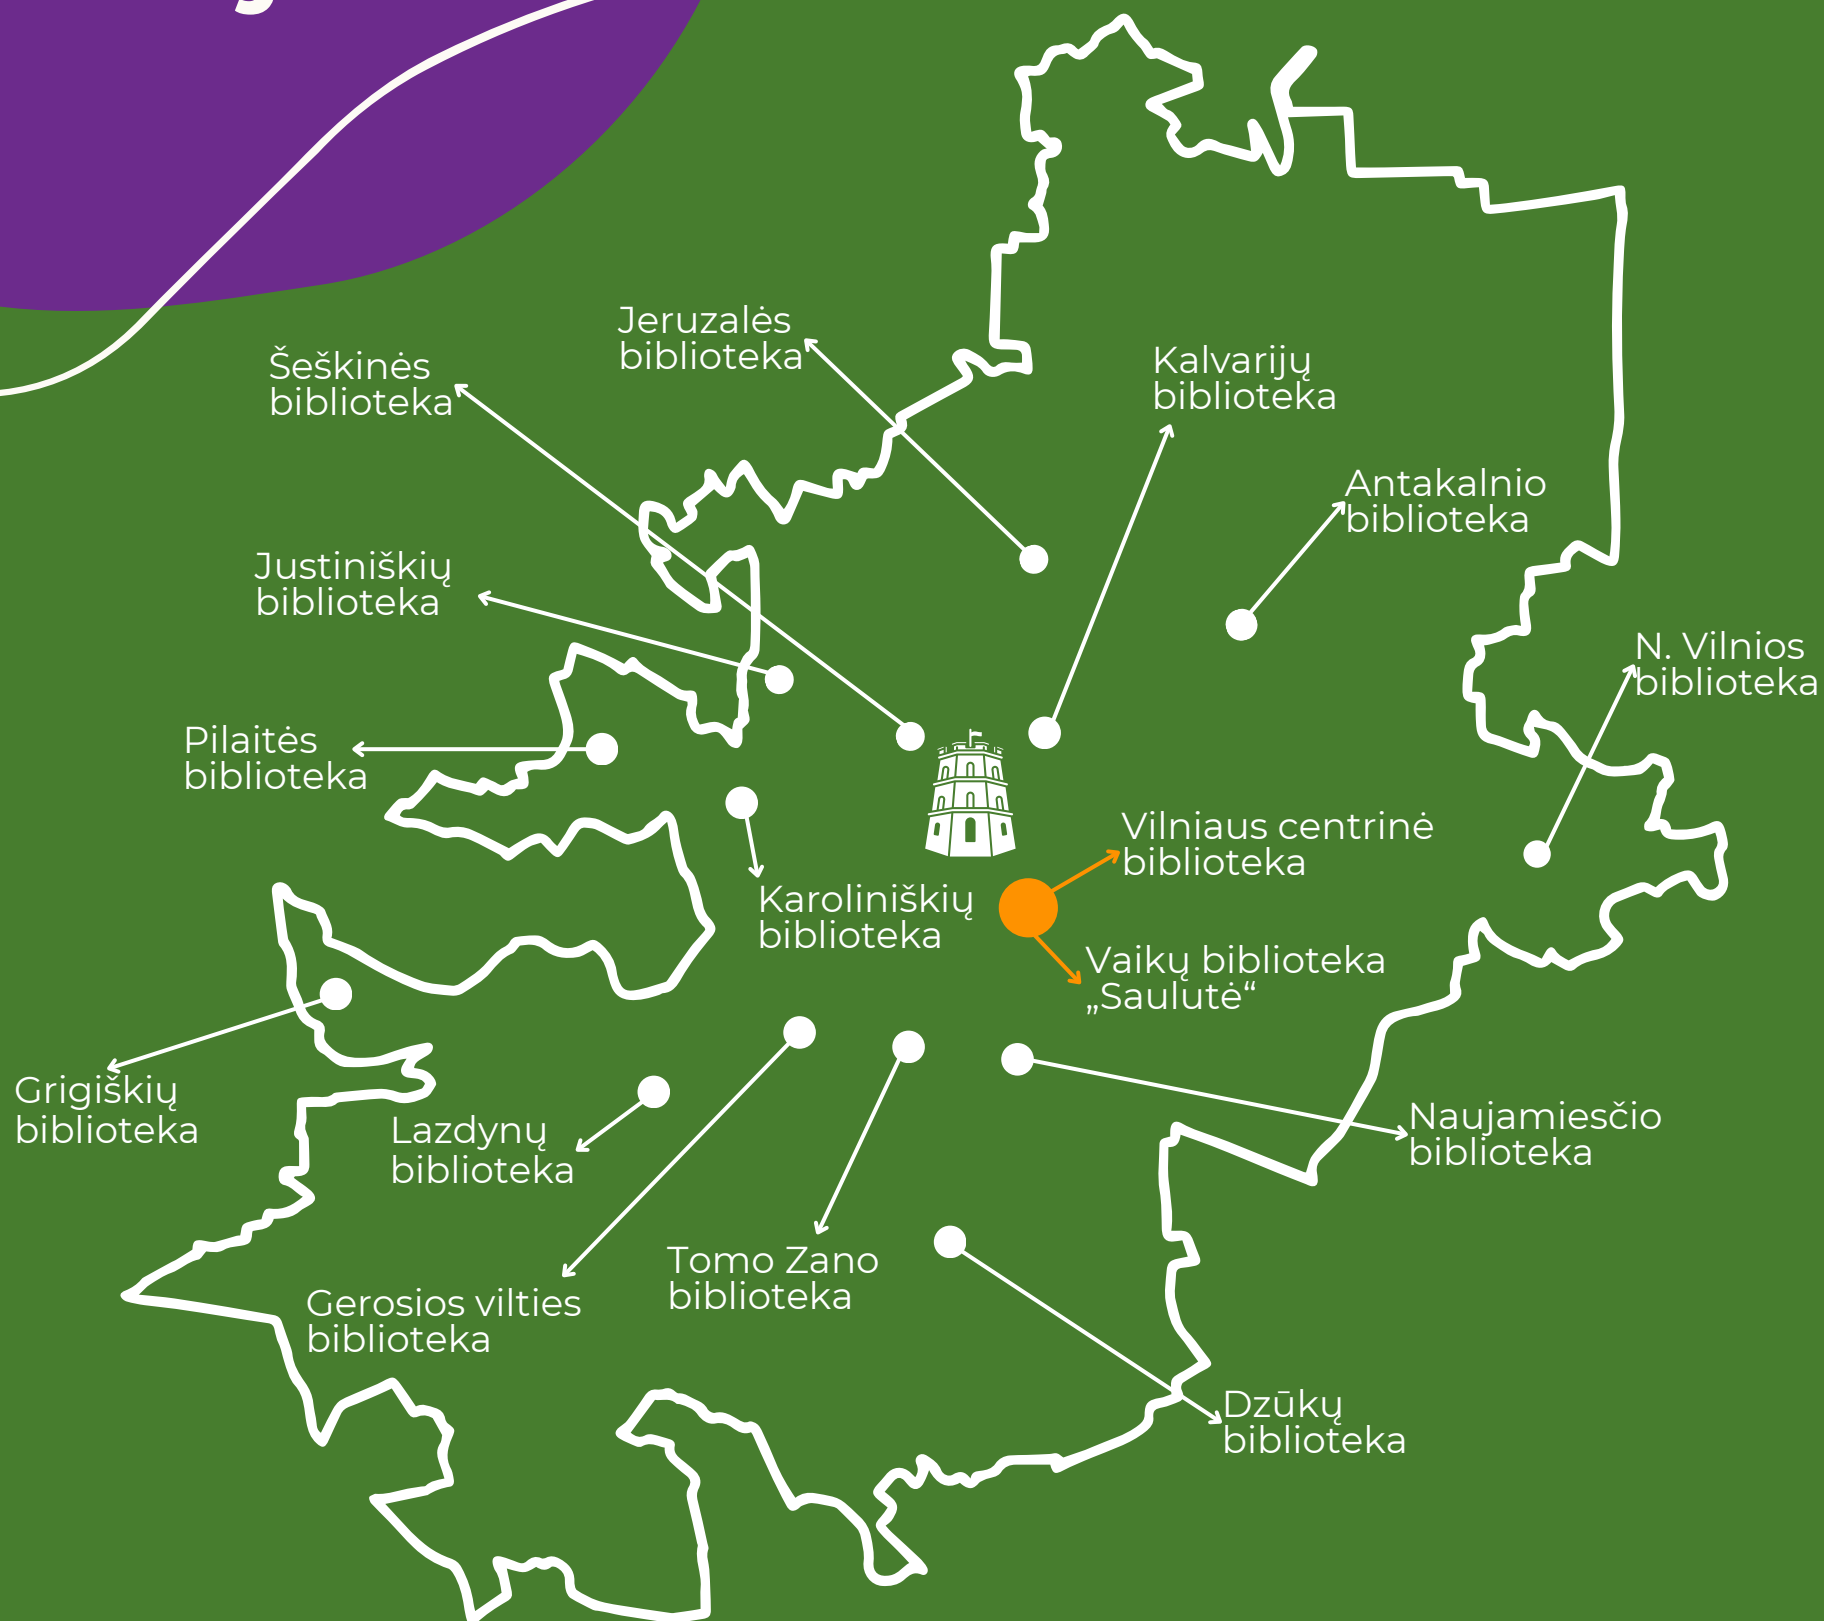 Jeruzalės
biblioteka
Šeškinės
biblioteka
Kalvarijų
biblioteka
Antakalnio
biblioteka
Justiniškių
biblioteka
N. Vilnios
biblioteka
Pilaitės
biblioteka
Vilniaus centrinė
biblioteka
Karoliniškių
biblioteka
Vaikų biblioteka
„Saulutė“
Grigiškių
biblioteka
Lazdynų
biblioteka
Naujamiesčio
biblioteka
Tomo Zano
biblioteka
Gerosios vilties
biblioteka
Dzūkų
biblioteka